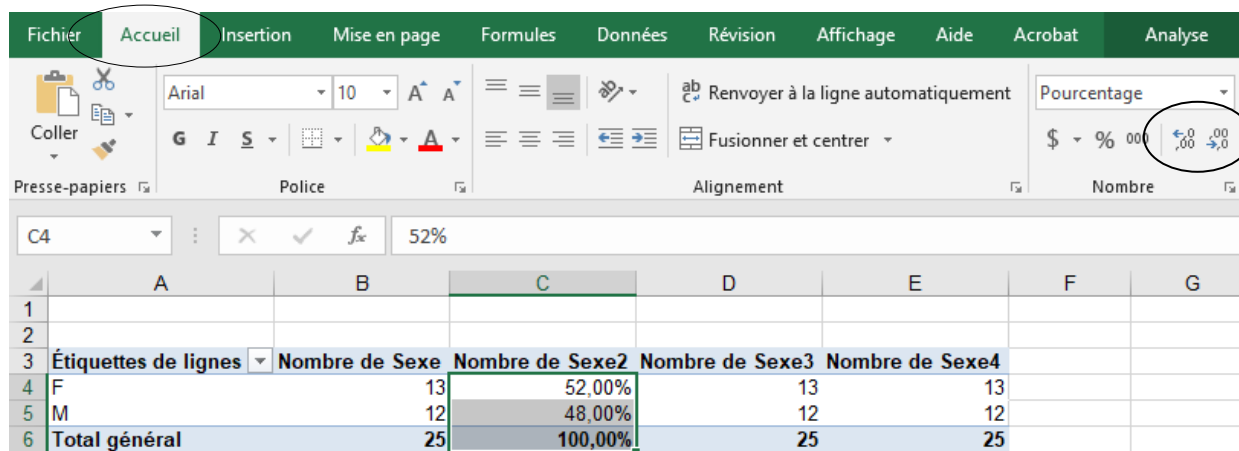 Fichier Accueil Insertion Mise en page Formules Données Révision Affichage Aide Acrobat Analyse
Coller
Arial 10 A A
ab Renvoyer à la ligne automatiquement
Pourcentage
G I S A
Fusionner et centrer
$ % 000 ,0 ,00 ,00 ,0
Presse-papiers Police Alignement Nombre
C4 fx 52%
A B C D E F G
1
2
3 Étiquettes de lignes Nombre de Sexe Nombre de Sexe2 Nombre de Sexe3 Nombre de Sexe4
4 F 13 52,00% 13 13
5 M 12 48,00% 12 12
6 Total général 25 100,00% 25 25